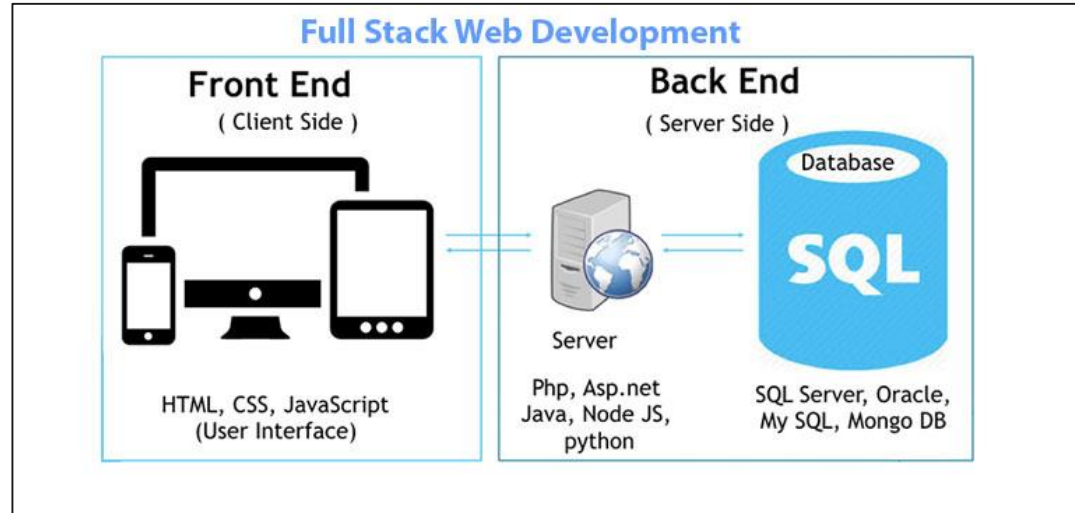 Full Stack Web Development
Front End
( Client Side )
HTML, CSS, JavaScript
(User Interface)
Back End
( Server Side )
Server
Php, Asp.net
Java, Node JS,
python
Database
SQL
SQL Server, Oracle,
My SQL, Mongo DB